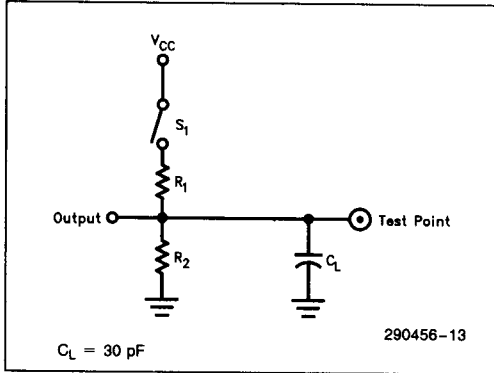 VCC
S1
R1
Output
Test Point
R2
CL
CL = 30 pF
290456-13